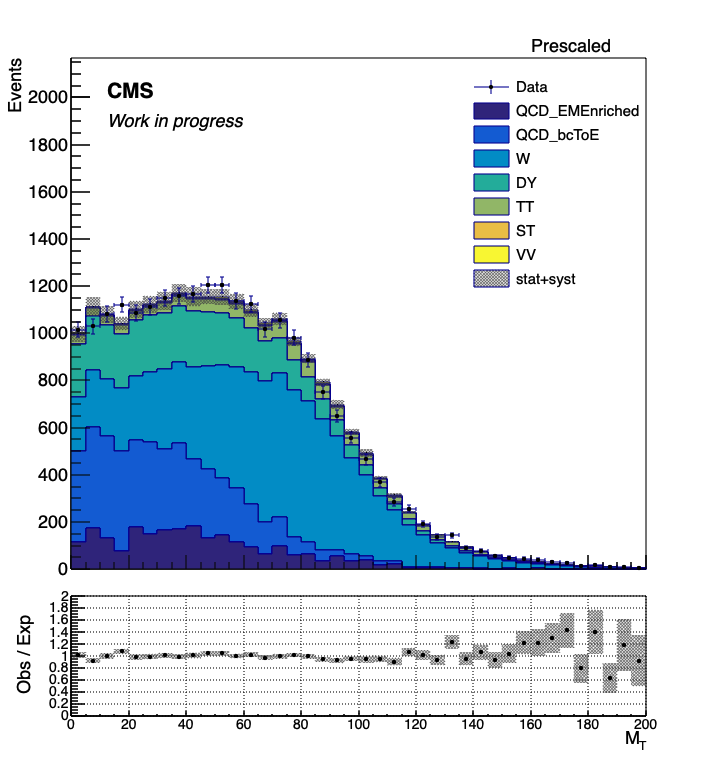 Prescaled
Events
CMS
Work in progress
Data
QCD_EMEnriched
QCD_bcToE
W
DY
TT
ST
VV
stat+syst
2000
1800
1600
1400
1200
1000
800
600
400
200
0
Obs / Exp
2
1.8
1.6
1.4
1.2
1
0.8
0.6
0.4
0.2
0
0 20 40 60 80 100 120 140 160 180 200
M_T